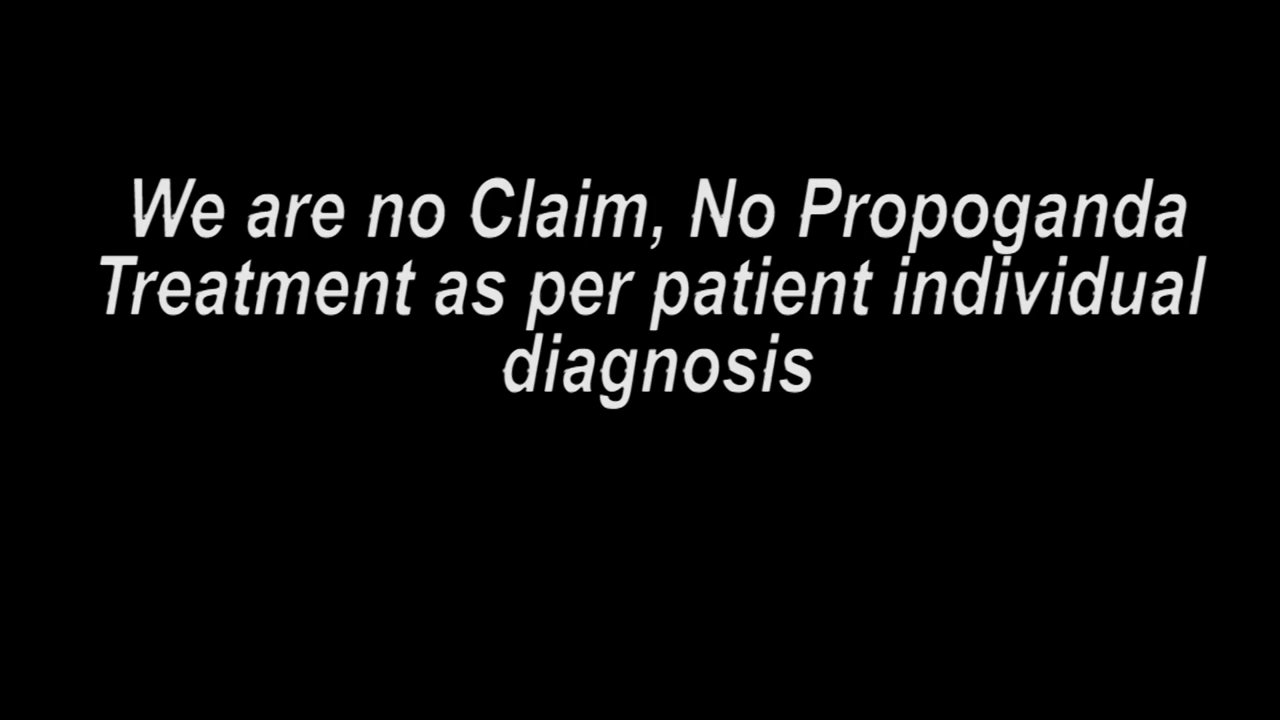 We are no Claim, No Propoganda
Treatment as per patient individual
diagnosis